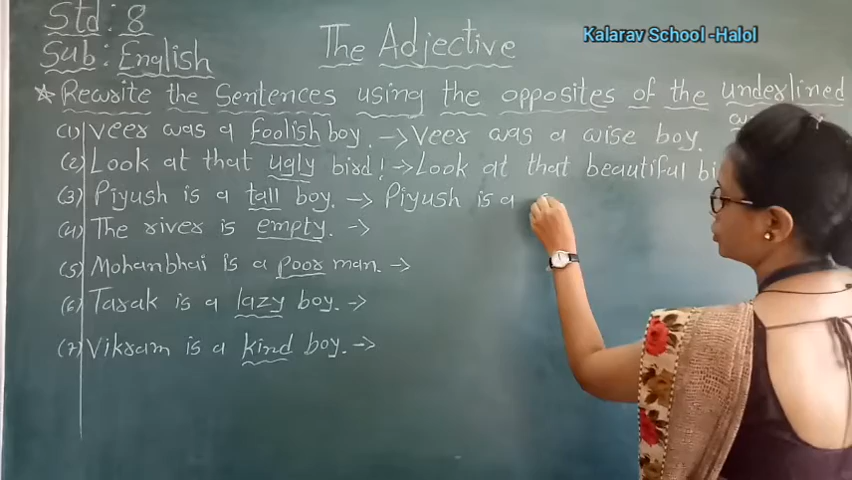 Std: 8
Kalarav School -Halol
Sub: English
The Adjective
* Rewrite the Sentences using the opposites of the underlined
(1) Veer was a foolish boy. → Veer was a wise boy.
(2) Look at that ugly bird! → Look at that beautiful
(3) Piyush is a tall boy. → Piyush is a
(4) The river is empty. →
(5) Mohanbhai is a poor man. →
(6) Tarak is a lazy boy. →
(7) Vikram is a kind boy. →